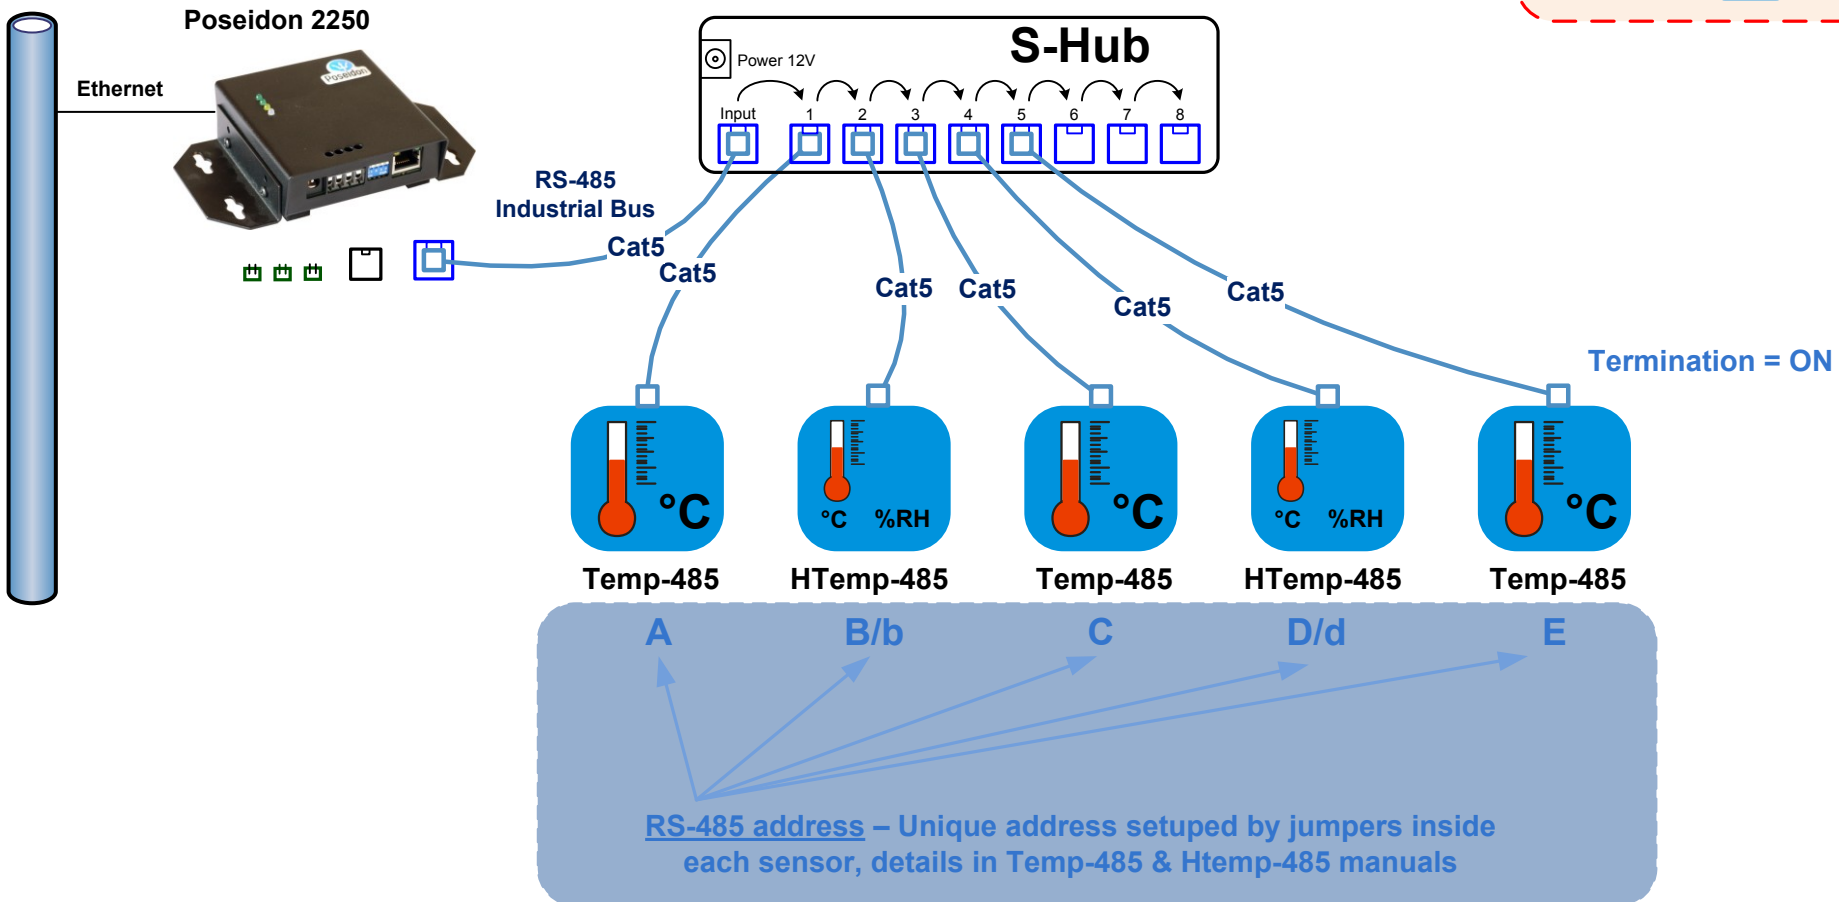 Poseidon 2250
Ethernet
Poseidon
S-Hub
Power 12V
Input 1 2 3 4 5 6 7 8
RS-485
Industrial Bus
Cat5
Cat5
Cat5
Cat5
Cat5
Cat5
Termination = ON
°C
°C %RH
°C
°C %RH
°C
Temp-485
HTemp-485
Temp-485
HTemp-485
Temp-485
A
B/b
C
D/d
E
RS-485 address – Unique address setuped by jumpers inside
each sensor, details in Temp-485 & Htemp-485 manuals